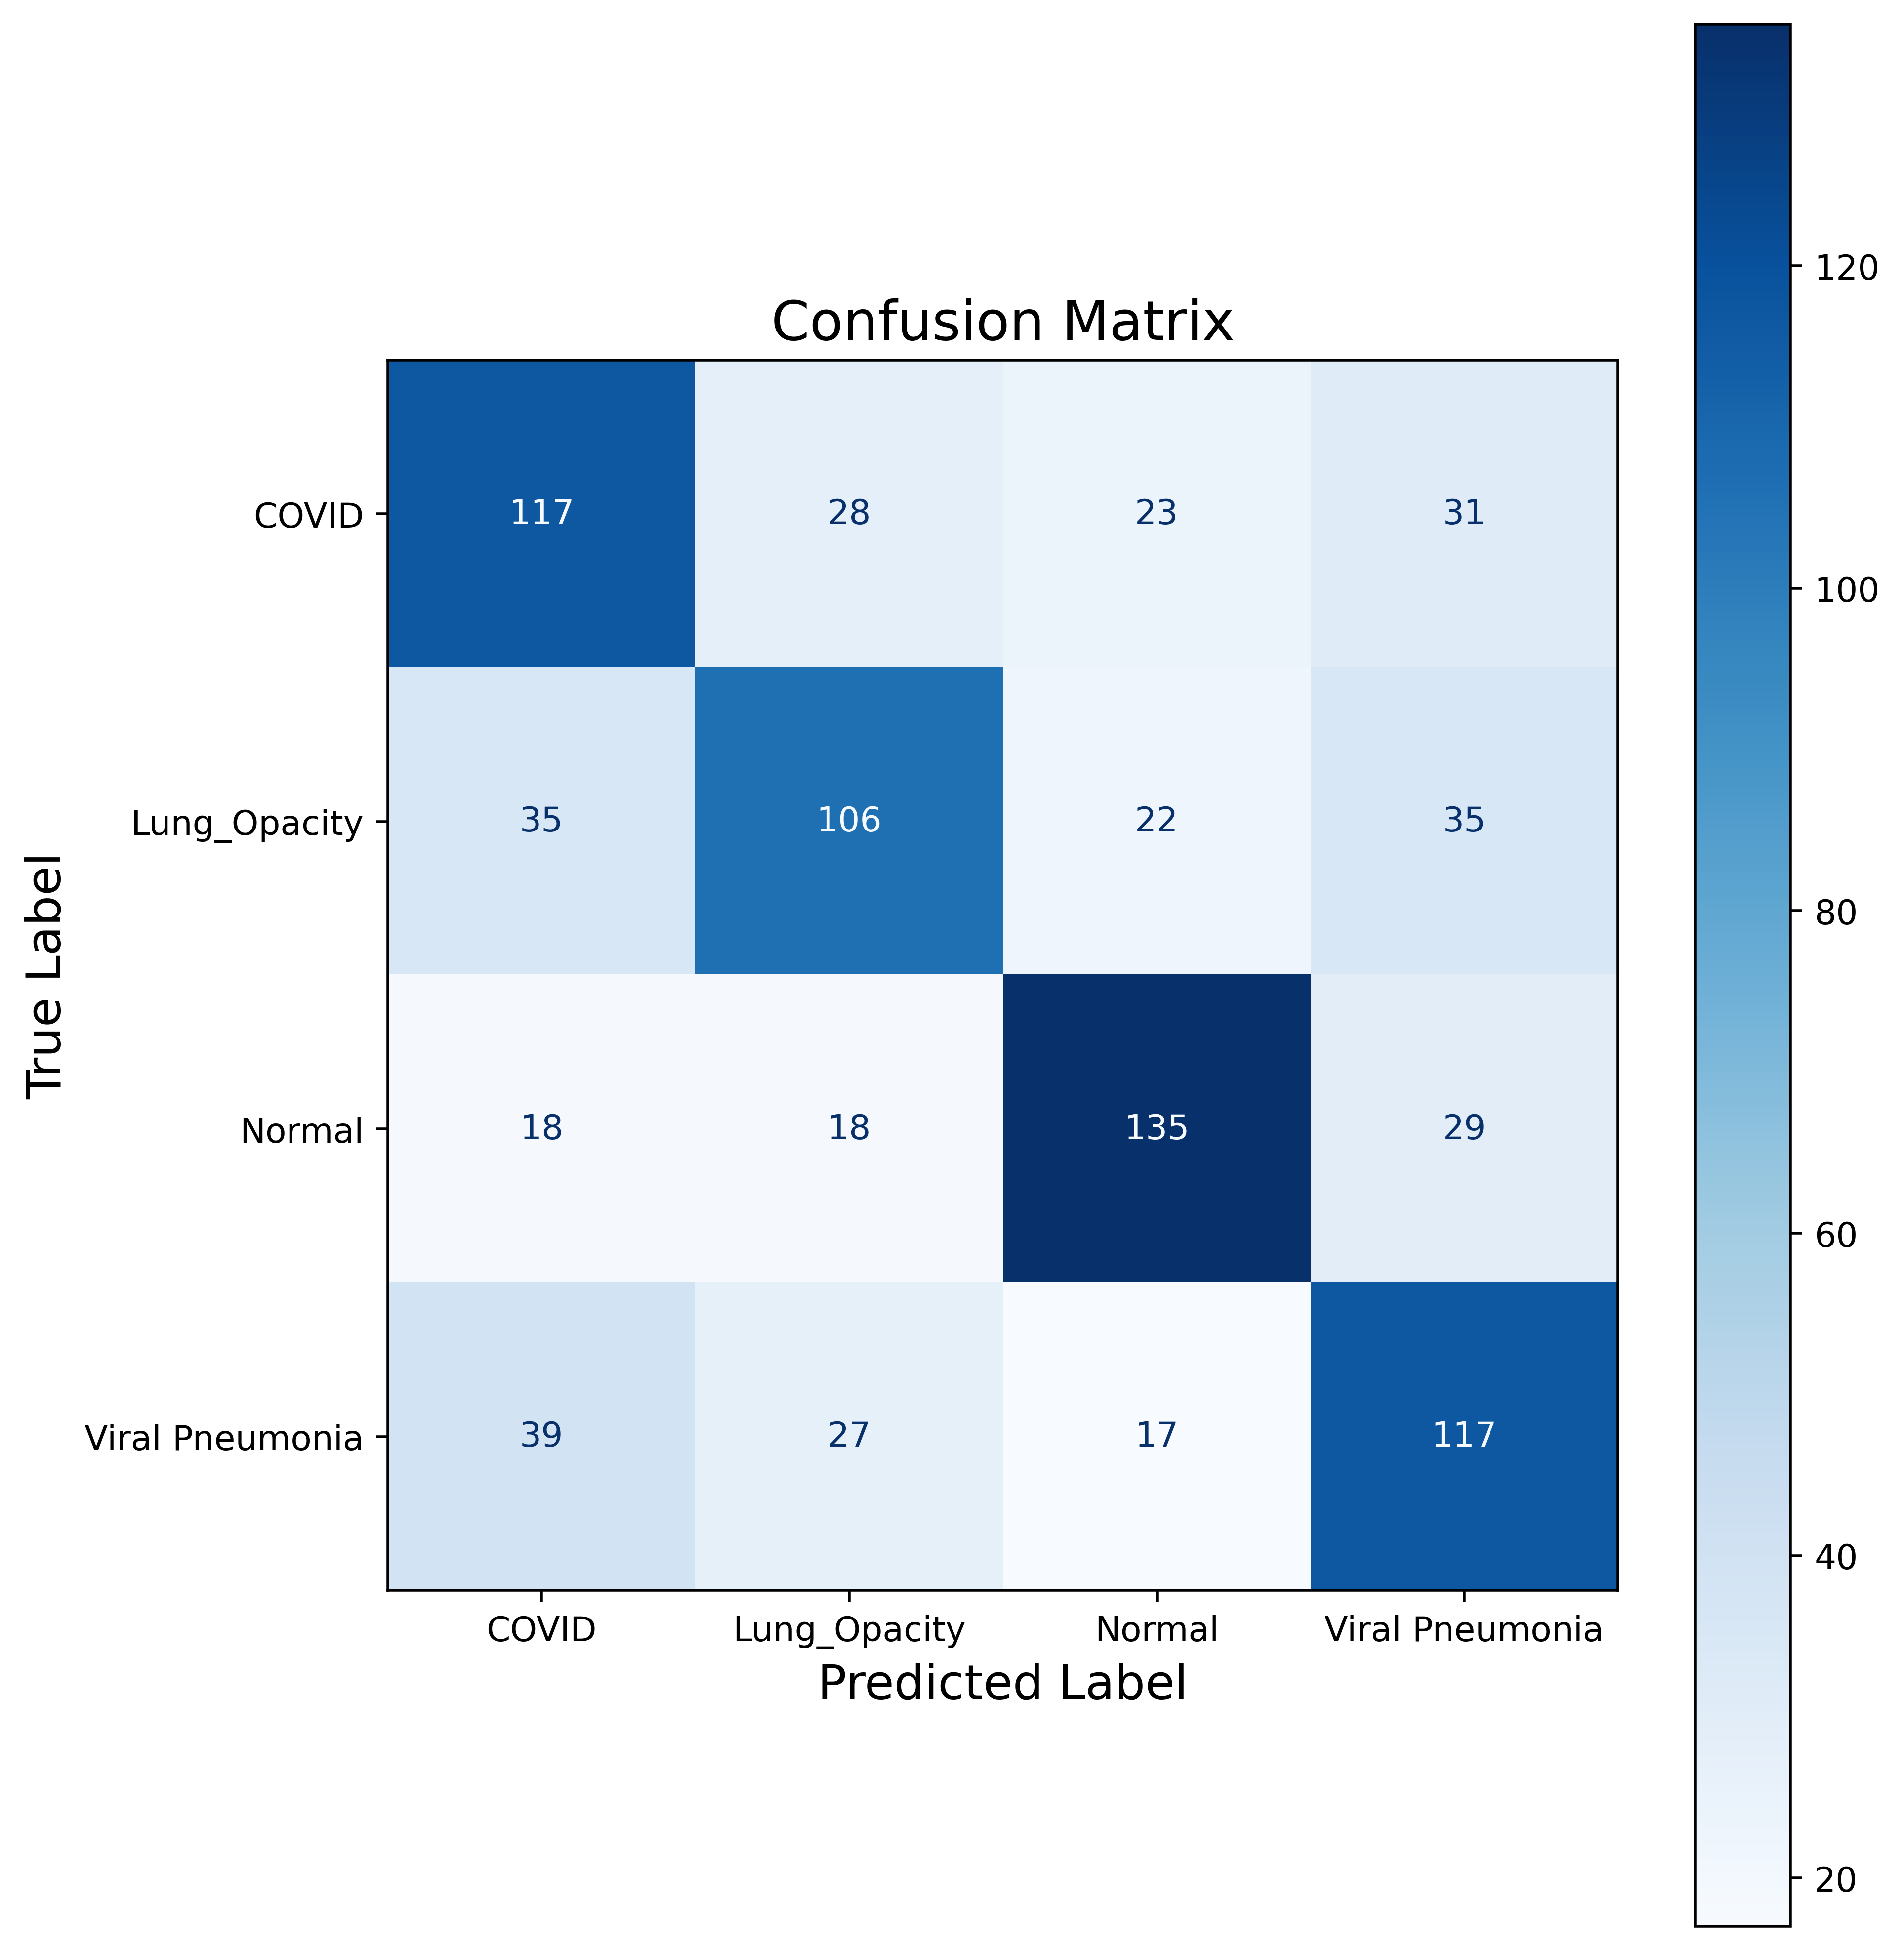 Confusion Matrix
True Label
COVID 117 28 23 31
Lung_Opacity 35 106 22 35
Normal 18 18 135 29
Viral Pneumonia 39 27 17 117
COVID Lung_Opacity Normal Viral Pneumonia
Predicted Label
120
100
80
60
40
20